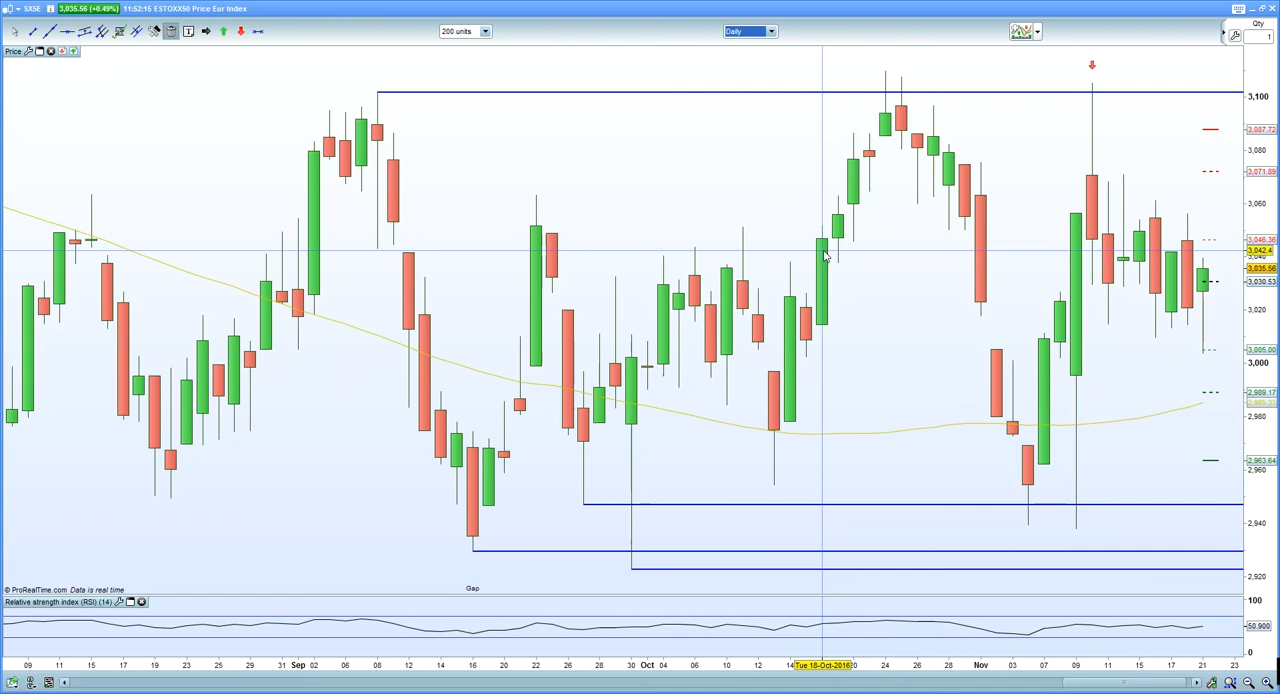 SX5E 3,035.56 (+0.49%) 11:52:15 ESTOXX50 Price Eur Index
200 units
Daily
Qty
1
Price
3,100
3,087.72
3,080
3,071.89
3,060
3,046.36
3,042.4
3,040
3,035.56
3,030.53
3,020
3,005.00
3,000
2,989.17
2,980
2,963.64
2,960
2,940
2,920
© ProRealTime.com Data is real time
Gap
Relative strength index (RSI) (14)
100
50.900
0
09 11 15 17 19 23 25 29 31 Sep 02 06 08 12 14 16 20 22 26 28 30 Oct 04 06 10 12 14 Tue 18-Oct-2016 20 24 26 28 Nov 03 07 09 11 15 17 21 23